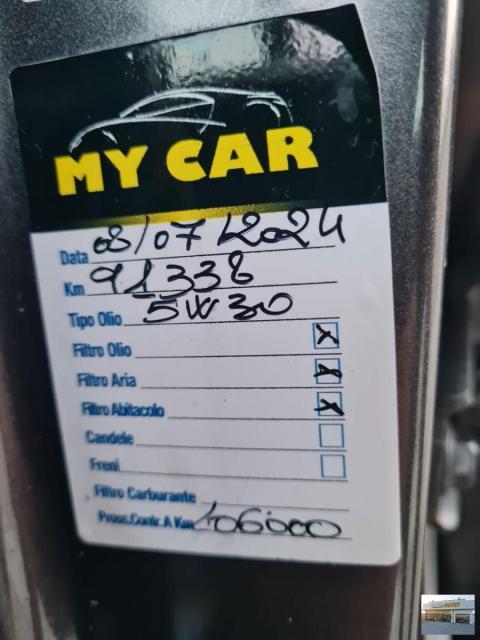 MY CAR
Data 08/07/2024
Km 91338
Tipo Olio 5W30
Filtro Olio X
Filtro Aria X
Filtro Abitacolo X
Candele
Freni
Filtro Carburante
Pross.Contr.A Km 106000